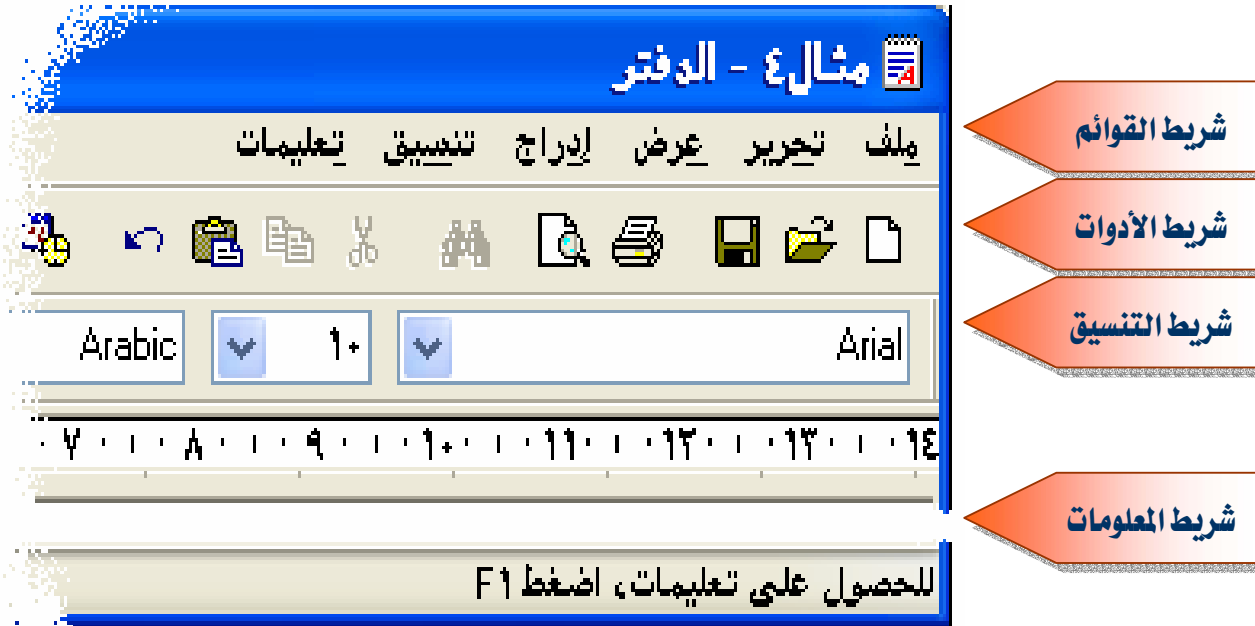 مثال٤ - الدفتر
شريط القوائم
ملف تحرير عرض إدراج تنسيق تعليمات
شريط الأدوات
شريط التنسيق
Arial ١٠ Arabic
١٤ ١٣ ١٢ ١١ ١٠ ٩ ٨ ٧
شريط المعلومات
للحصول على تعليمات، اضغط F١